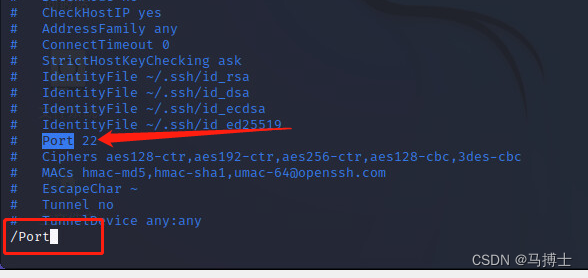 #   CheckHostIP yes
#   AddressFamily any
#   ConnectTimeout 0
#   StrictHostKeyChecking ask
#   IdentityFile ~/.ssh/id_rsa
#   IdentityFile ~/.ssh/id_dsa
#   IdentityFile ~/.ssh/id_ecdsa
#   IdentityFile ~/.ssh/id_ed25519
#   Port 22
#   Ciphers aes128-ctr,aes192-ctr,aes256-ctr,aes128-cbc,3des-cbc
#   MACs hmac-md5,hmac-sha1,umac-64@openssh.com
#   EscapeChar ~
#   Tunnel no
#   TunnelDevice any:any
/Port
CSDN @马搏士